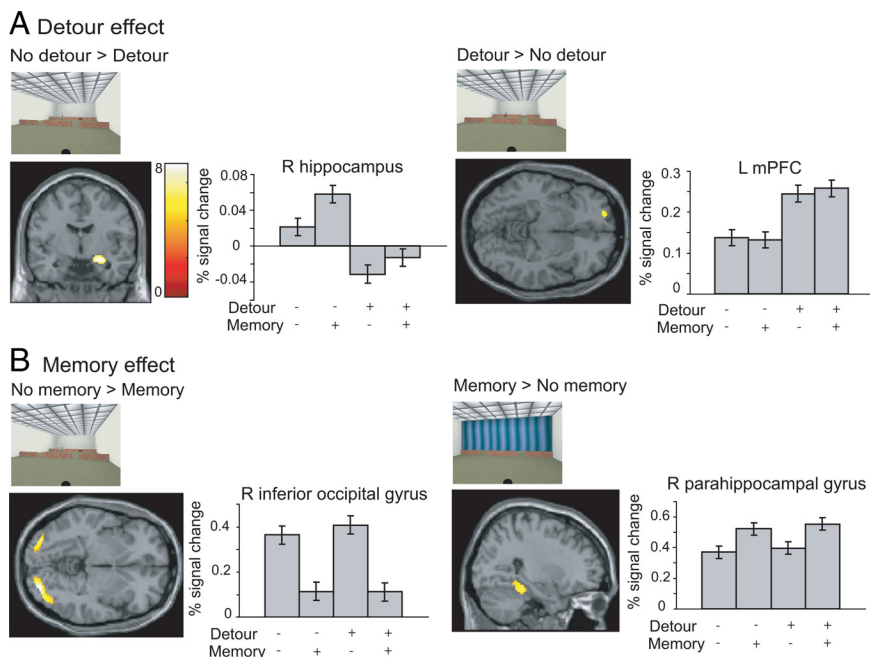 A Detour effect
No detour > Detour
8
0
% signal change
R hippocampus
0.08
0.04
0
-0.04
Detour - - + +
Memory - + - +
Detour > No detour
% signal change
L mPFC
0.3
0.2
0.1
0
Detour - - + +
Memory - + - +
B Memory effect
No memory > Memory
% signal change
R inferior occipital gyrus
0.4
0.2
0
Detour - - + +
Memory - + - +
Memory > No memory
% signal change
R parahippocampal gyrus
0.6
0.4
0.2
0
Detour - - + +
Memory - + - +